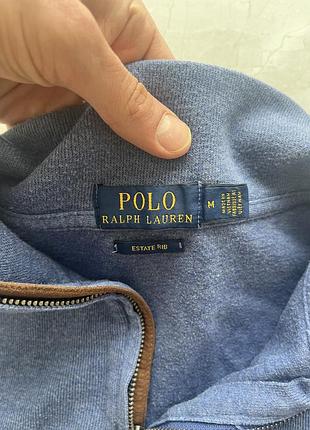 POLO
RALPH LAUREN
M
ESTATE RIB